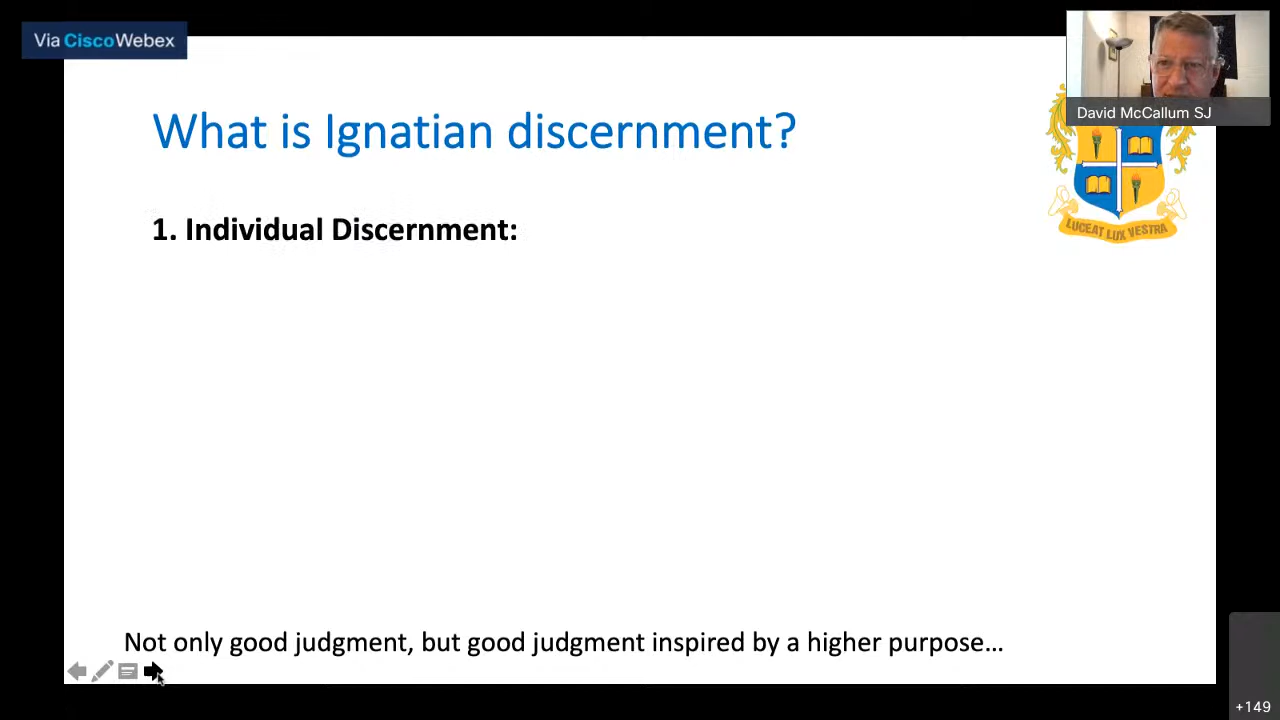 Via CiscoWebex
David McCallum SJ
What is Ignatian discernment?
LUCEAT LUX VESTRA
1. Individual Discernment:
Not only good judgment, but good judgment inspired by a higher purpose…
+149